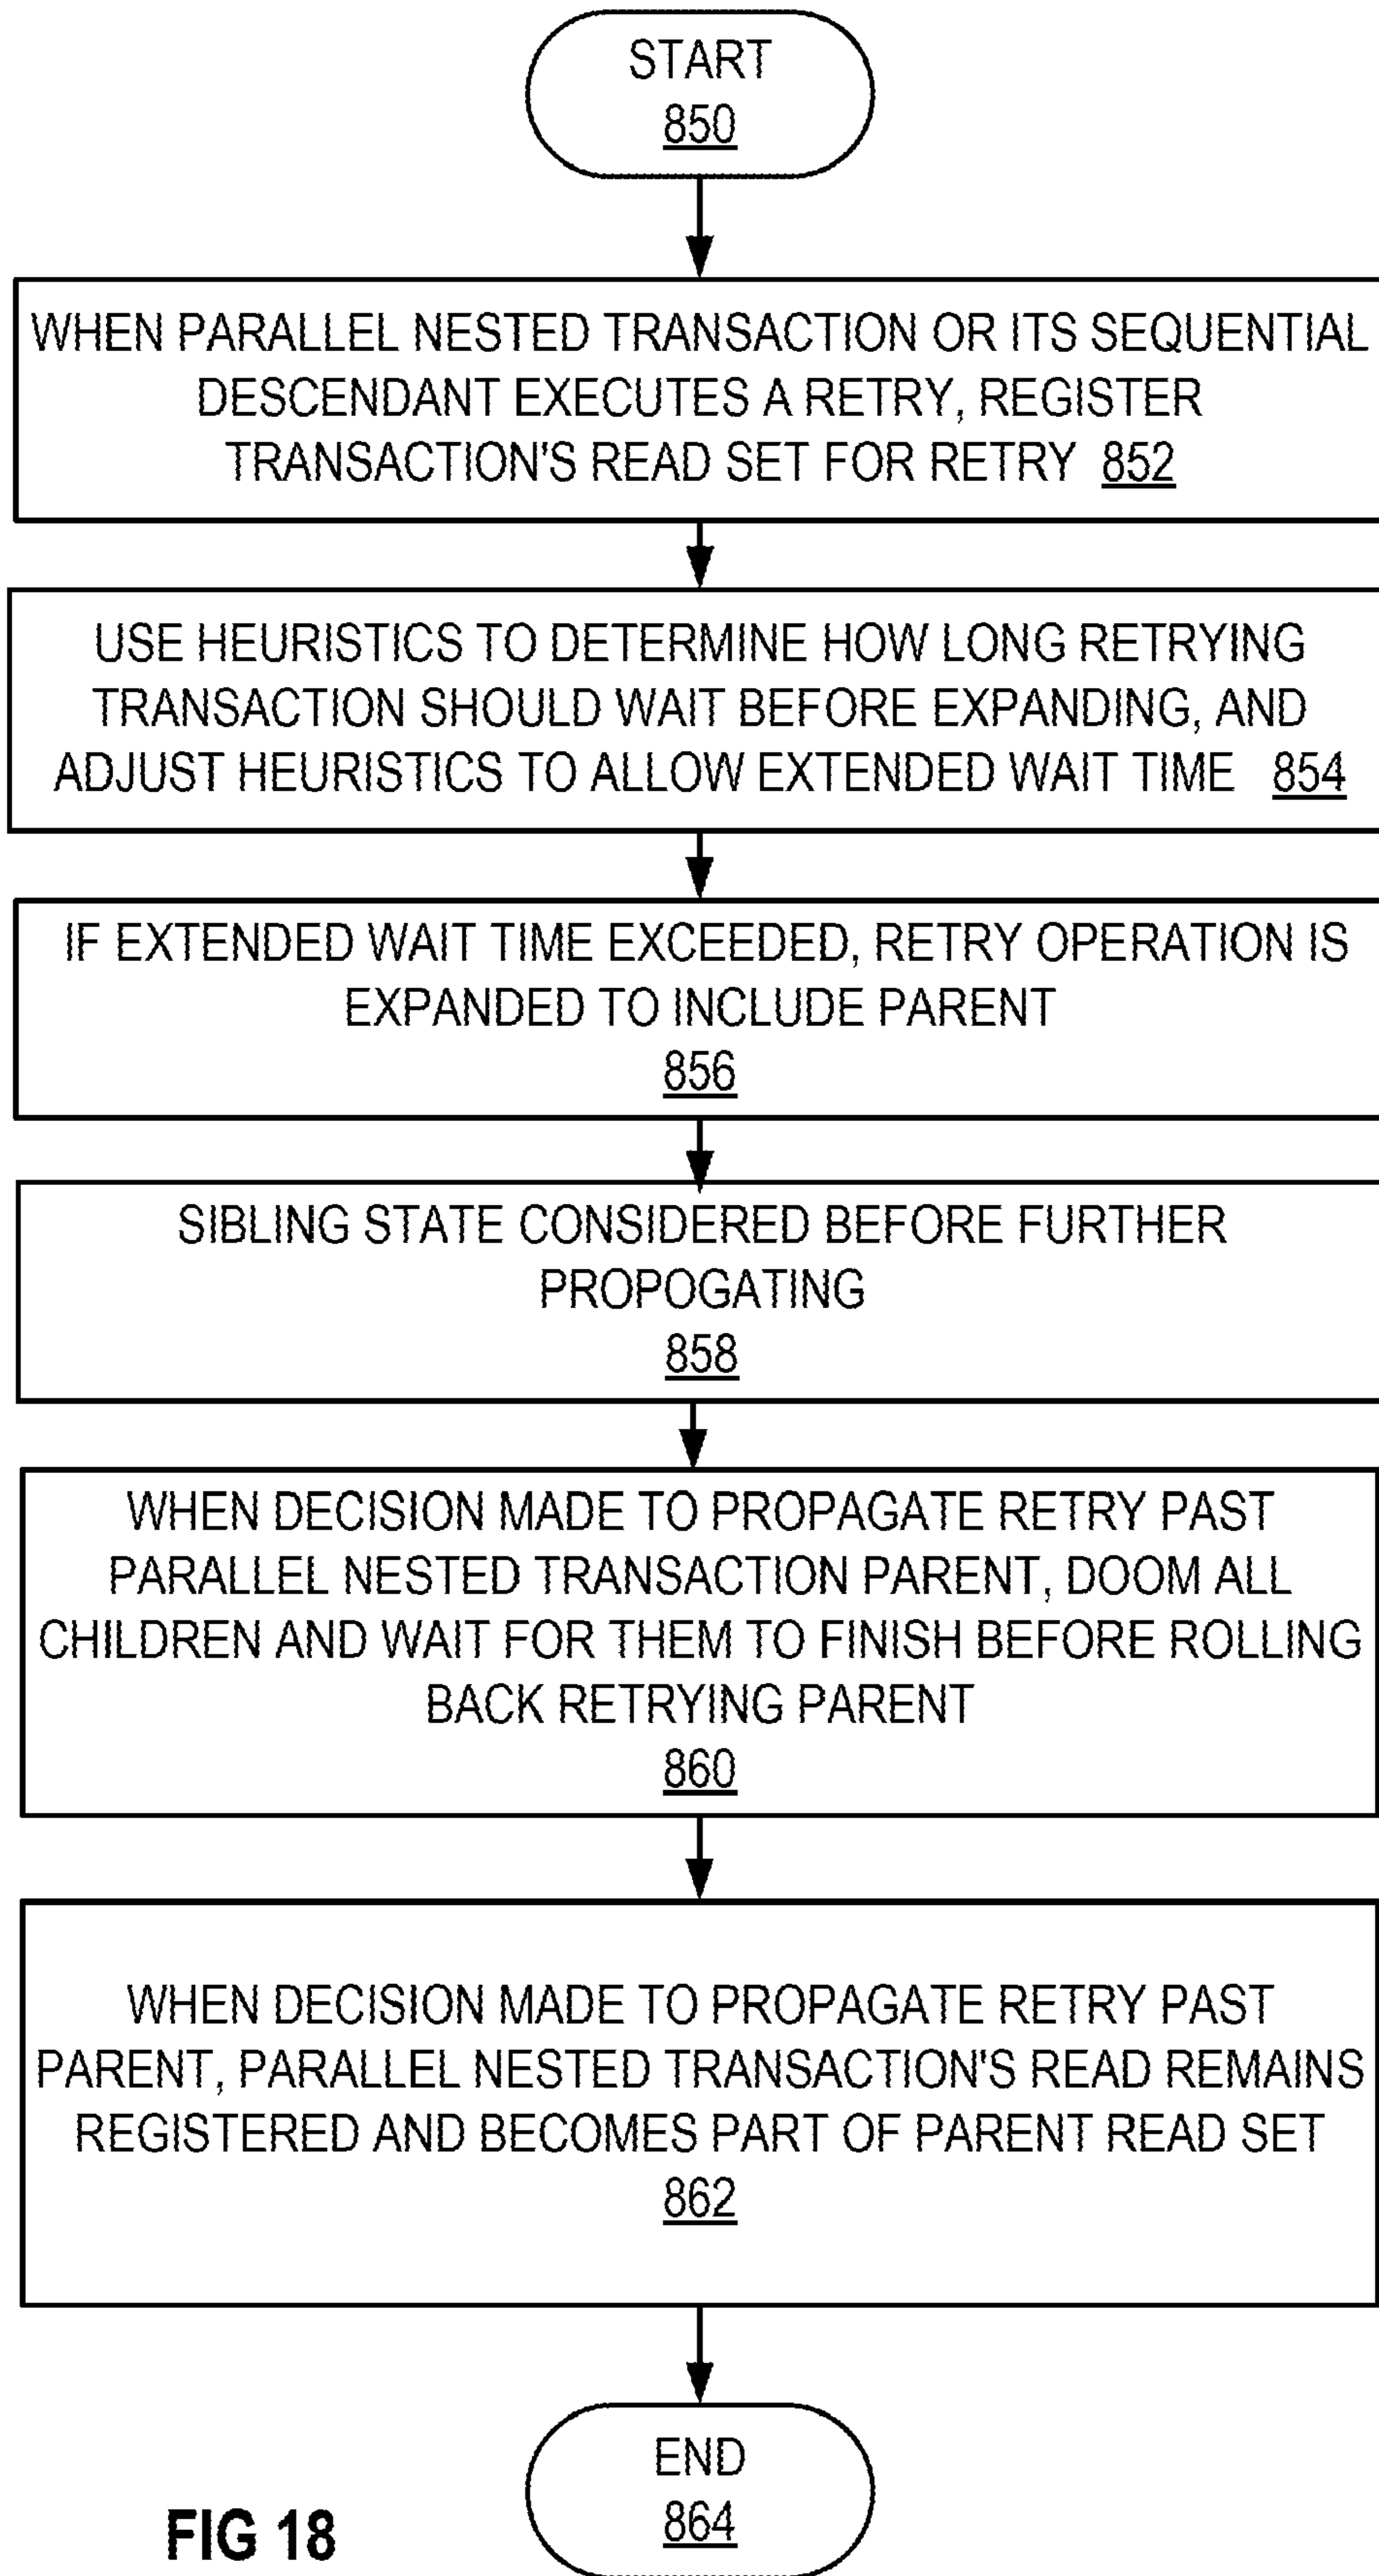 START
850
WHEN PARALLEL NESTED TRANSACTION OR ITS SEQUENTIAL
DESCENDANT EXECUTES A RETRY, REGISTER
TRANSACTION'S READ SET FOR RETRY 852
USE HEURISTICS TO DETERMINE HOW LONG RETRYING
TRANSACTION SHOULD WAIT BEFORE EXPANDING, AND
ADJUST HEURISTICS TO ALLOW EXTENDED WAIT TIME 854
IF EXTENDED WAIT TIME EXCEEDED, RETRY OPERATION IS
EXPANDED TO INCLUDE PARENT
856
SIBLING STATE CONSIDERED BEFORE FURTHER
PROPOGATING
858
WHEN DECISION MADE TO PROPAGATE RETRY PAST
PARALLEL NESTED TRANSACTION PARENT, DOOM ALL
CHILDREN AND WAIT FOR THEM TO FINISH BEFORE ROLLING
BACK RETRYING PARENT
860
WHEN DECISION MADE TO PROPAGATE RETRY PAST
PARENT, PARALLEL NESTED TRANSACTION'S READ REMAINS
REGISTERED AND BECOMES PART OF PARENT READ SET
862
END
864
FIG 18